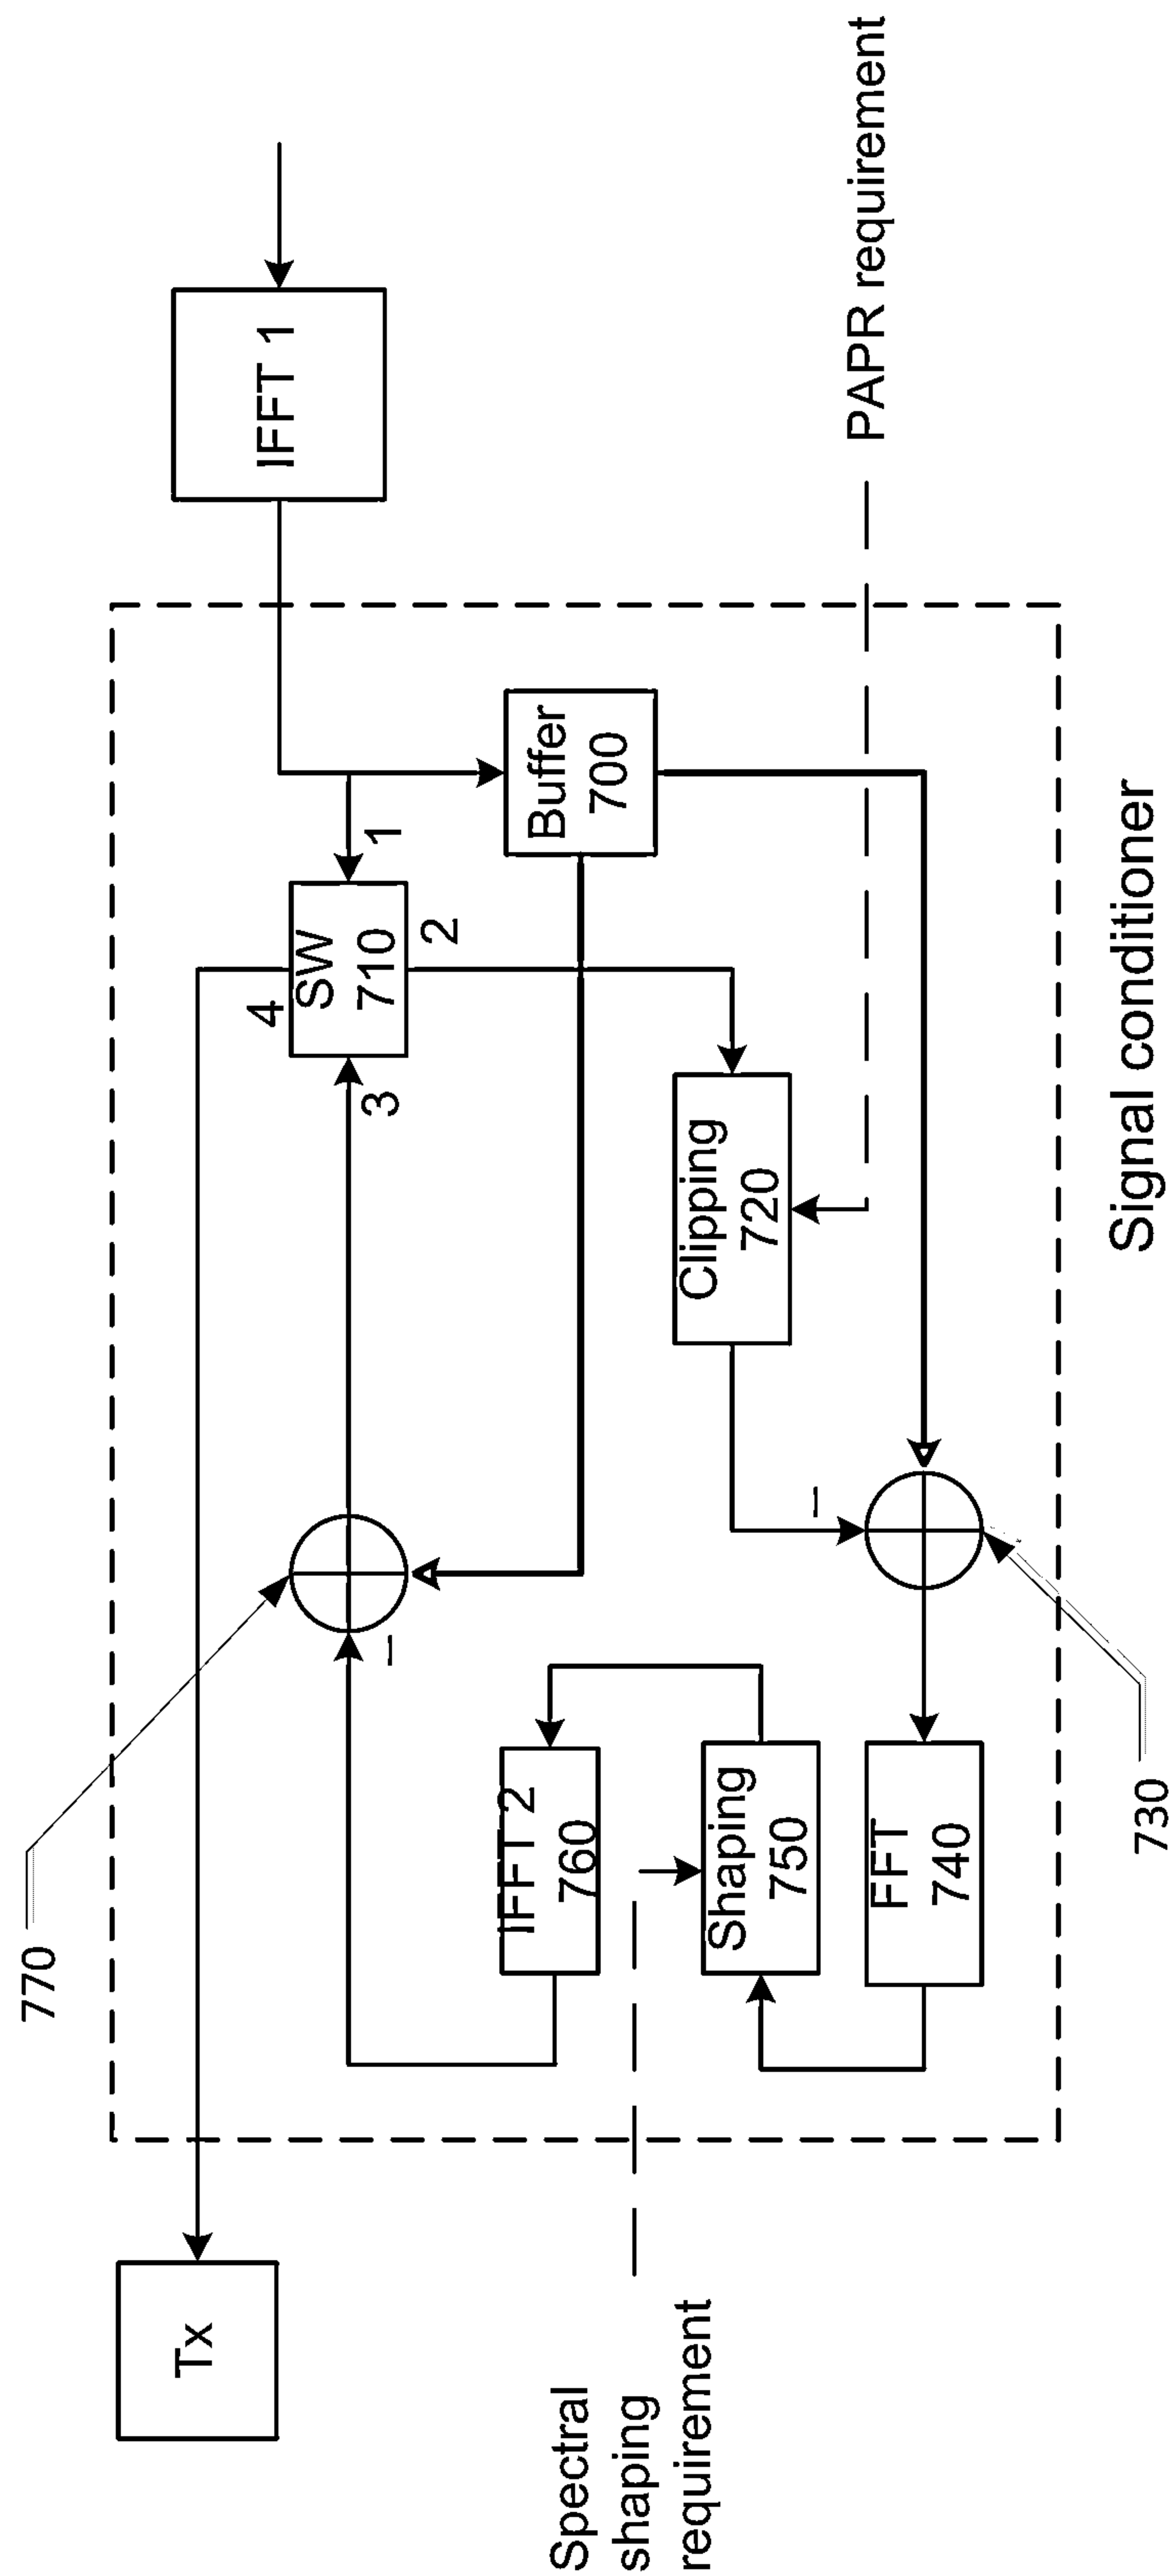 770
Tx
Spectral
shaping
requirement
4
SW
710
1
2
3
IFFT 1
Buffer
700
IFFT 2
760
–
Shaping
750
Clipping
720
FFT
740
–
PAPR requirement
730
Signal conditioner